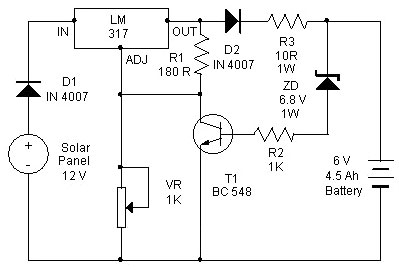 LM
317
IN
OUT
ADJ
D1
IN 4007
R1
180 R
D2
IN 4007
R3
10R
1W
ZD
6.8 V
1W
+
-
Solar
Panel
12 V
VR
1K
T1
BC 548
R2
1K
6 V
4.5 Ah
Battery